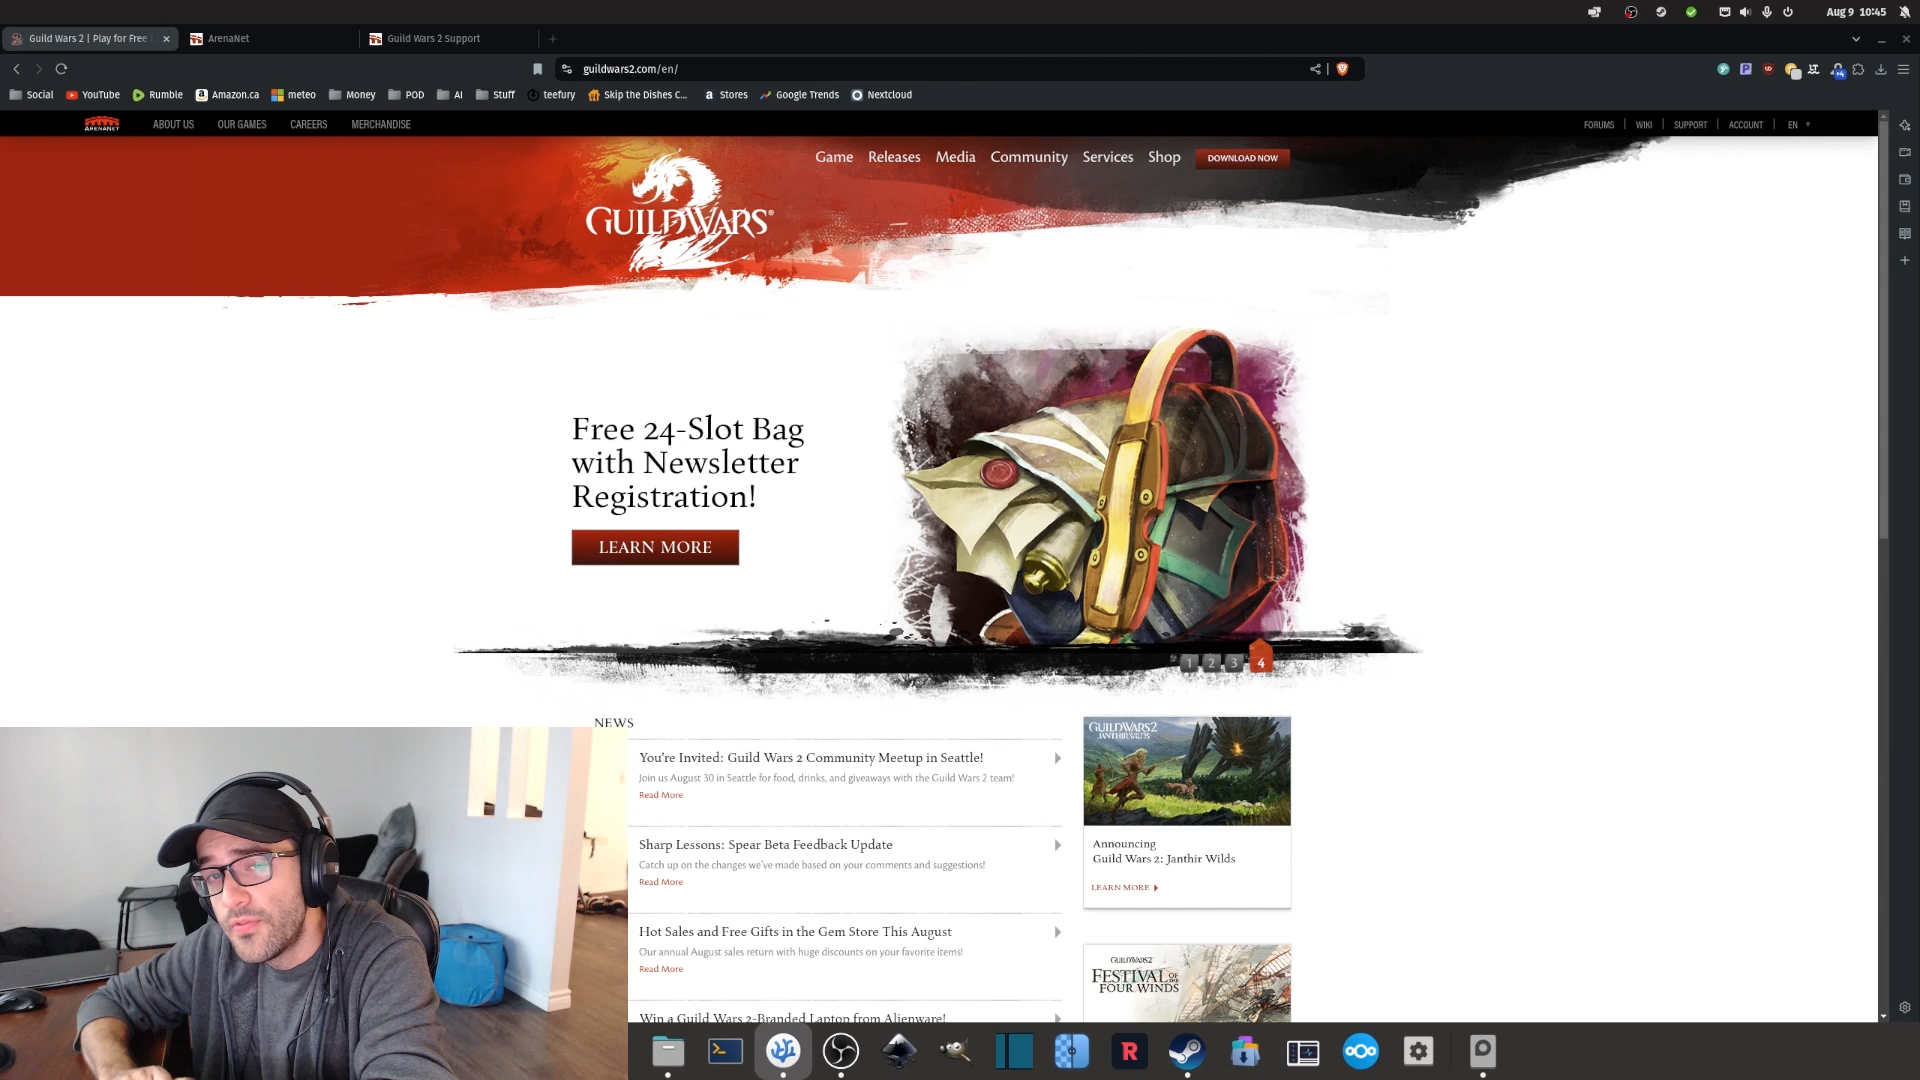 Aug 9 10:45
Guild Wars 2 | Play for Free
ArenaNet
Guild Wars 2 Support
guildwars2.com/en/
Social
YouTube
Rumble
Amazon.ca
meteo
Money
POD
AI
Stuff
teefury
Skip the Dishes C...
Stores
Google Trends
Nextcloud
ARENANET
ABOUT US
OUR GAMES
CAREERS
MERCHANDISE
FORUMS
WIKI
SUPPORT
ACCOUNT
EN
GUILD WARS 2
Game
Releases
Media
Community
Services
Shop
DOWNLOAD NOW
Free 24-Slot Bag
with Newsletter
Registration!
LEARN MORE
1 2 3 4
NEWS
You're Invited: Guild Wars 2 Community Meetup in Seattle!
Join us August 30 in Seattle for food, drinks, and giveaways with the Guild Wars 2 team!
Read More
Sharp Lessons: Spear Beta Feedback Update
Catch up on the changes we've made based on your comments and suggestions!
Read More
Hot Sales and Free Gifts in the Gem Store This August
Our annual August sales return with huge discounts on your favorite items!
Read More
Win a Guild Wars 2-Branded Laptop from Alienware!
GUILD WARS 2
JANTHIR WILDS
Announcing
Guild Wars 2: Janthir Wilds
LEARN MORE
GUILD WARS 2
FESTIVAL OF THE
FOUR WINDS